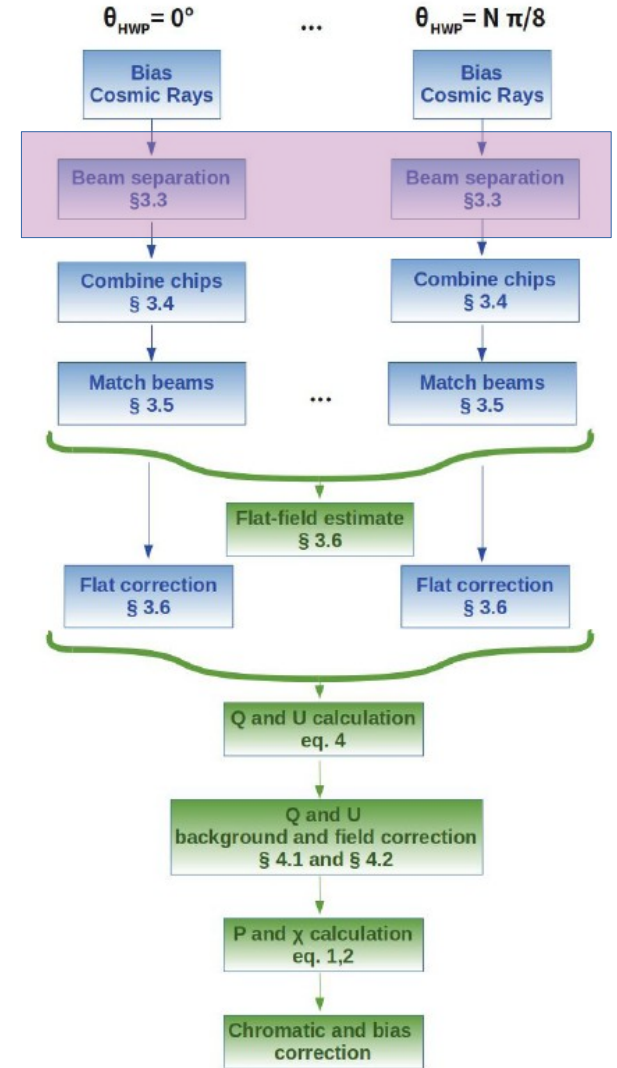 θHWP= 0° ... θHWP= N π/8
Bias
Cosmic Rays
Bias
Cosmic Rays
Beam separation
§3.3
Beam separation
§3.3
Combine chips
§ 3.4
Combine chips
§ 3.4
Match beams
§ 3.5
...
Match beams
§ 3.5
Flat-field estimate
§ 3.6
Flat correction
§ 3.6
Flat correction
§ 3.6
Q and U calculation
eq. 4
Q and U
background and field correction
§ 4.1 and § 4.2
P and χ calculation
eq. 1,2
Chromatic and bias
correction